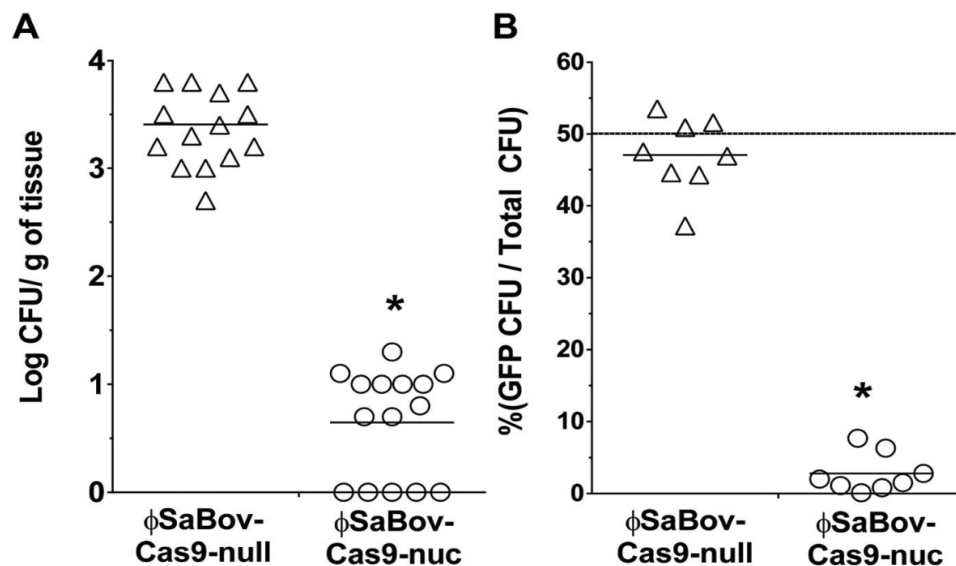 A
Log CFU/ g of tissue
4
3
2
1
0
*
ϕSaBov-
Cas9-null
ϕSaBov-
Cas9-nuc
B
%(GFP CFU / Total CFU)
60
50
40
30
20
10
0
*
ϕSaBov-
Cas9-null
ϕSaBov-
Cas9-nuc